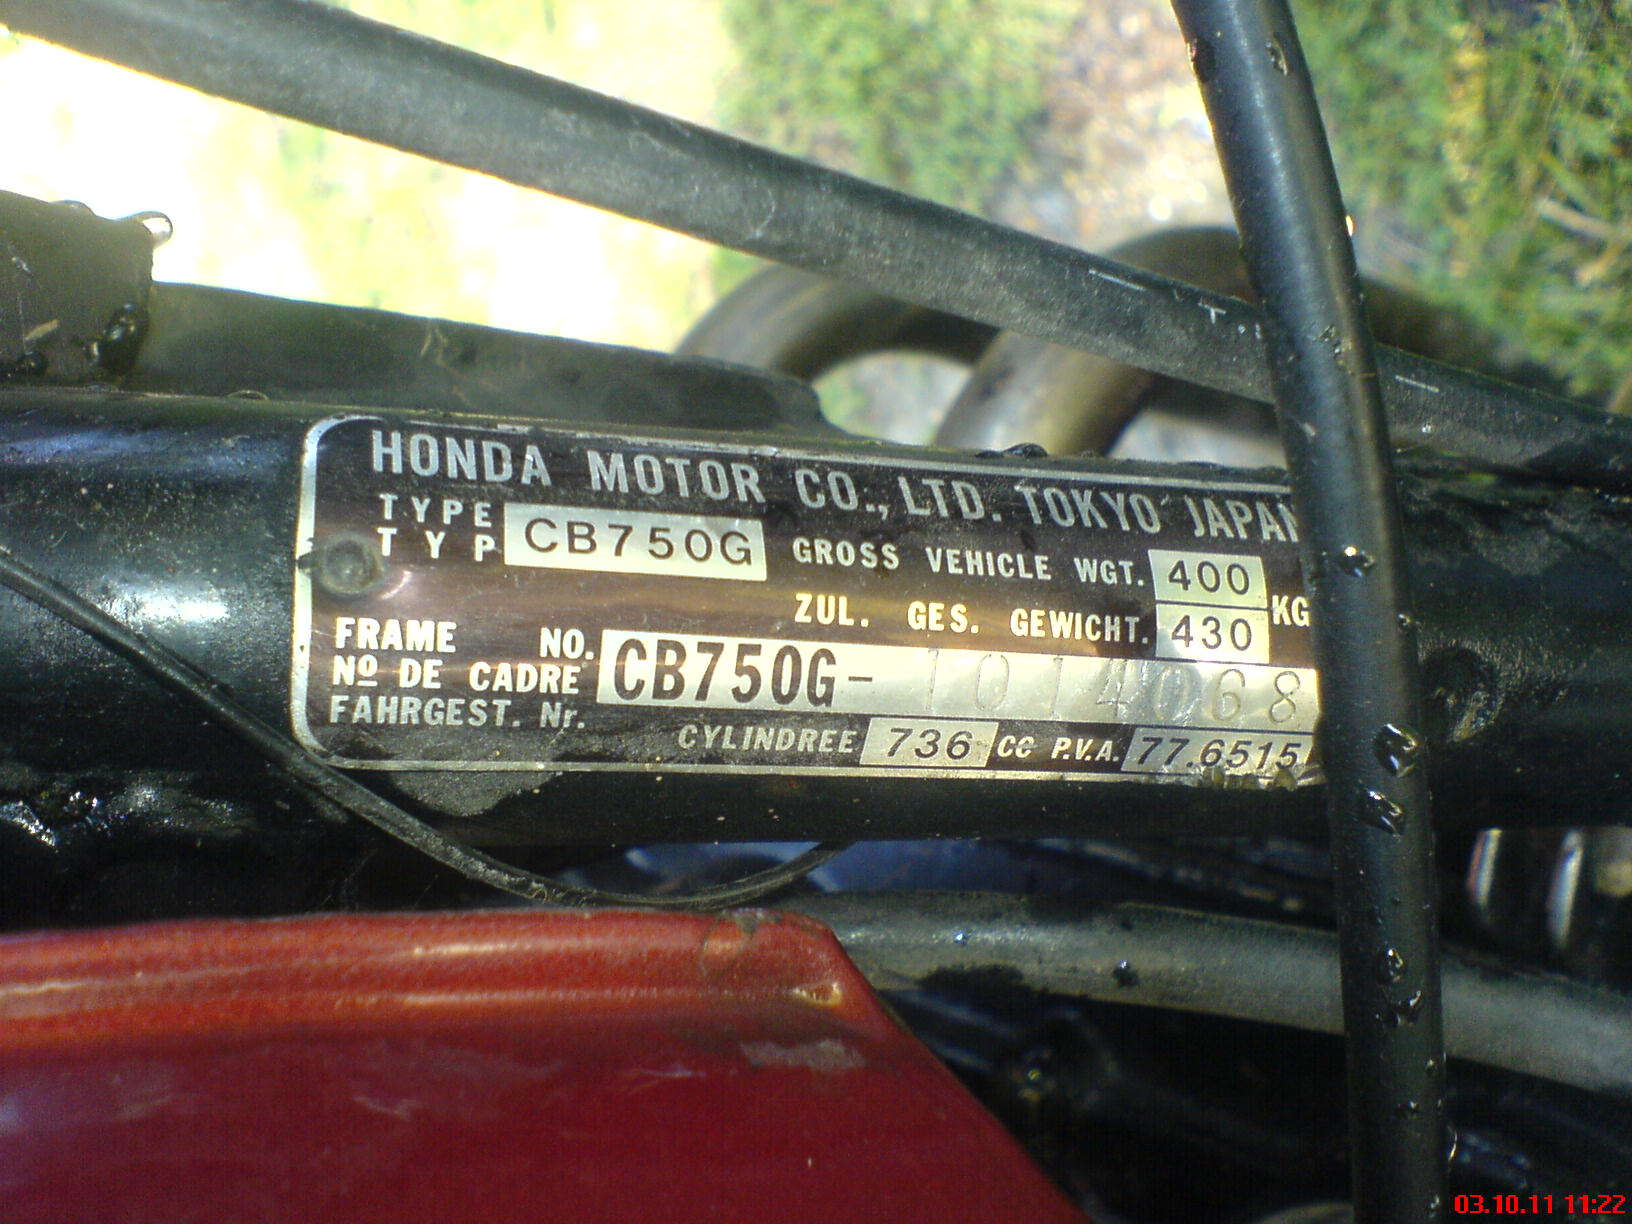 HONDA MOTOR CO., LTD. TOKYO JAPAN
TYPE
TYP
CB750G
GROSS VEHICLE WGT. 400
ZUL. GES. GEWICHT. 430
KG
FRAME NO.
Nº DE CADRE
FAHRGEST. Nr.
CB750G- 1014068
CYLINDREE 736 CC P.V.A. 77.6515
03.10.11 11:22